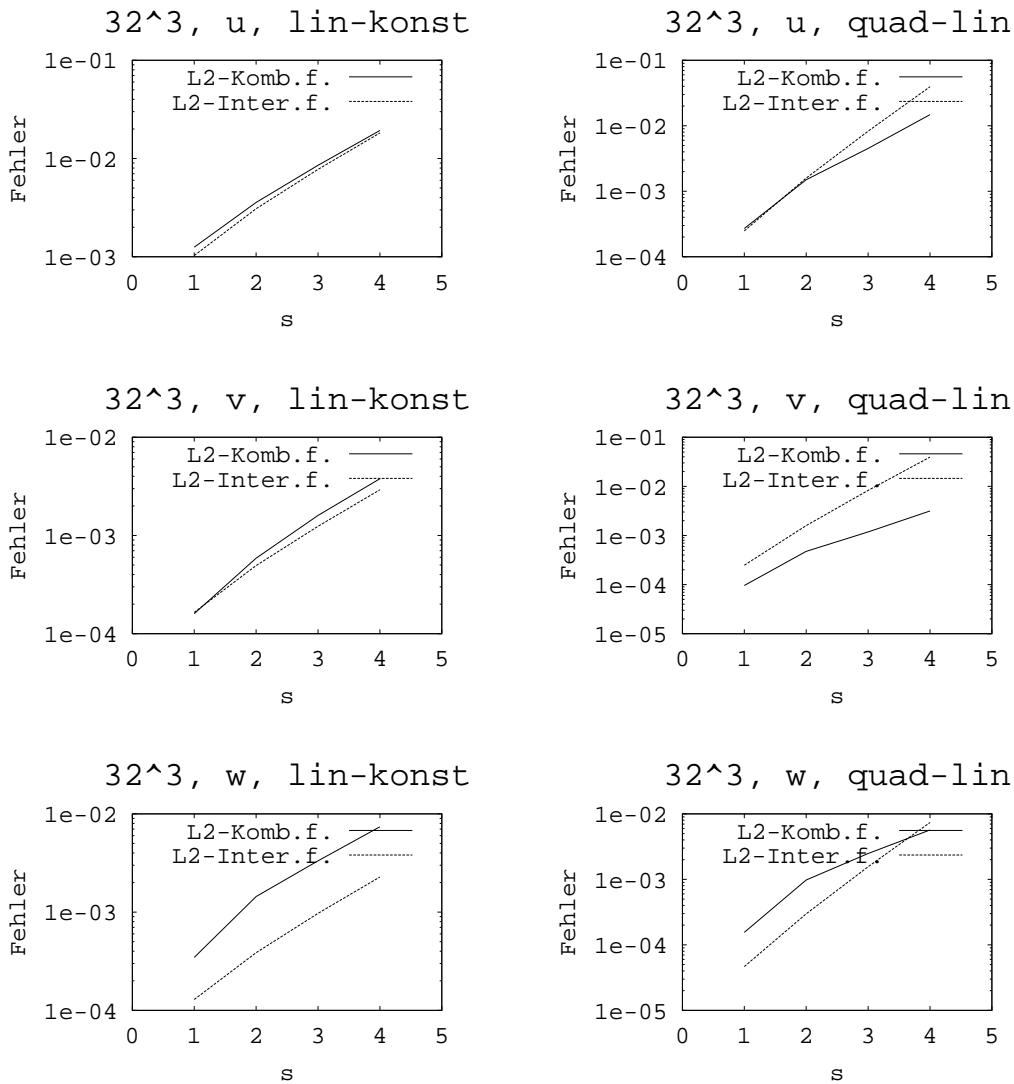 32^3, u, lin-konst
1e-01
1e-02
1e-03
Fehler
L2-Komb.f.
L2-Inter.f.
0 1 2 3 4 5
s
32^3, u, quad-lin
1e-01
1e-02
1e-03
1e-04
Fehler
L2-Komb.f.
L2-Inter.f.
0 1 2 3 4 5
s
32^3, v, lin-konst
1e-02
1e-03
1e-04
Fehler
L2-Komb.f.
L2-Inter.f.
0 1 2 3 4 5
s
32^3, v, quad-lin
1e-01
1e-02
1e-03
1e-04
1e-05
Fehler
L2-Komb.f.
L2-Inter.f.
0 1 2 3 4 5
s
32^3, w, lin-konst
1e-02
1e-03
1e-04
Fehler
L2-Komb.f.
L2-Inter.f.
0 1 2 3 4 5
s
32^3, w, quad-lin
1e-02
1e-03
1e-04
1e-05
Fehler
L2-Komb.f.
L2-Inter.f.
0 1 2 3 4 5
s